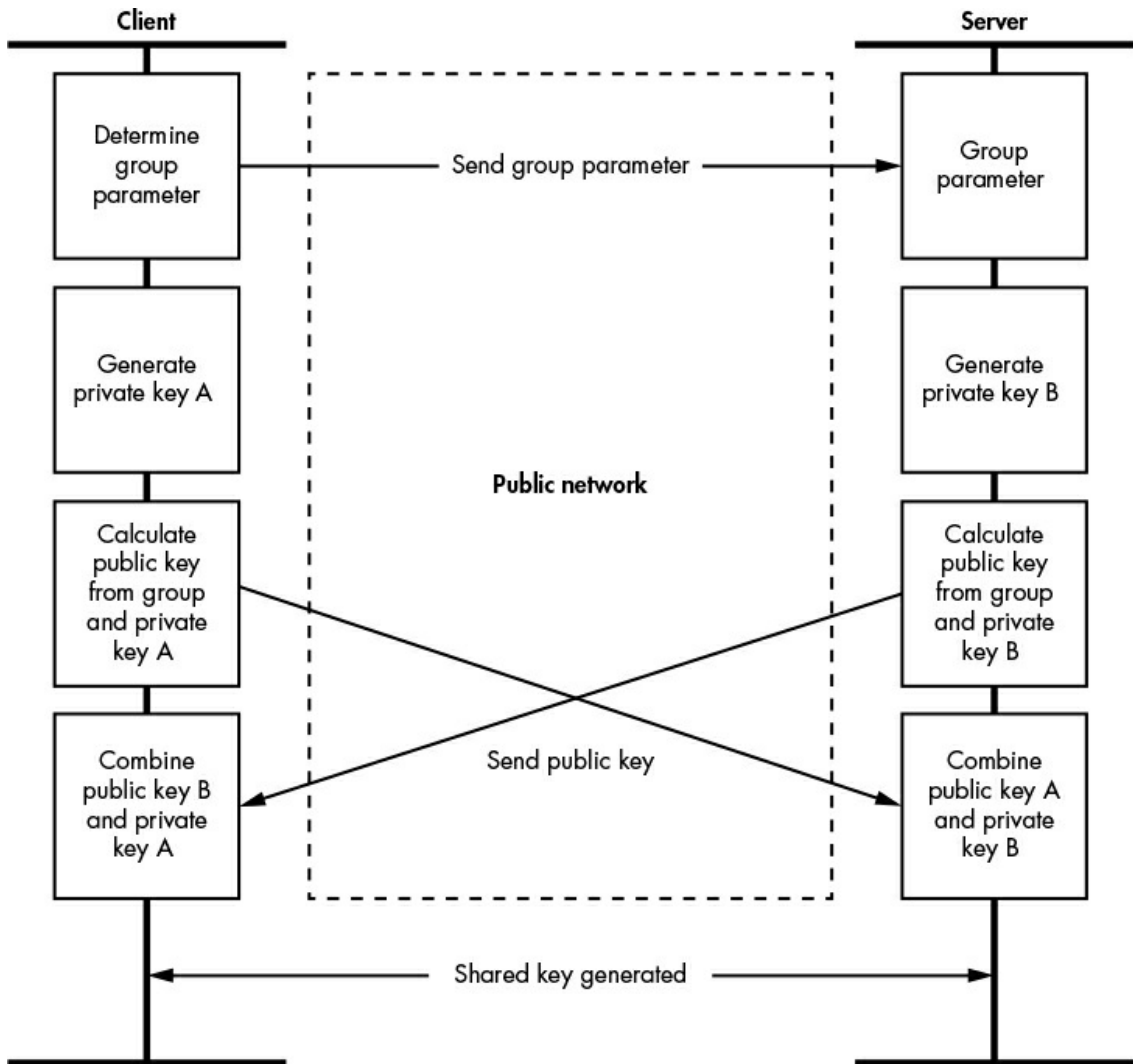 Client
Server
Determine
group
parameter
Send group parameter
Group
parameter
Generate
private key A
Generate
private key B
Public network
Calculate
public key
from group
and private
key A
Calculate
public key
from group
and private
key B
Send public key
Combine
public key B
and private
key A
Combine
public key A
and private
key B
Shared key generated